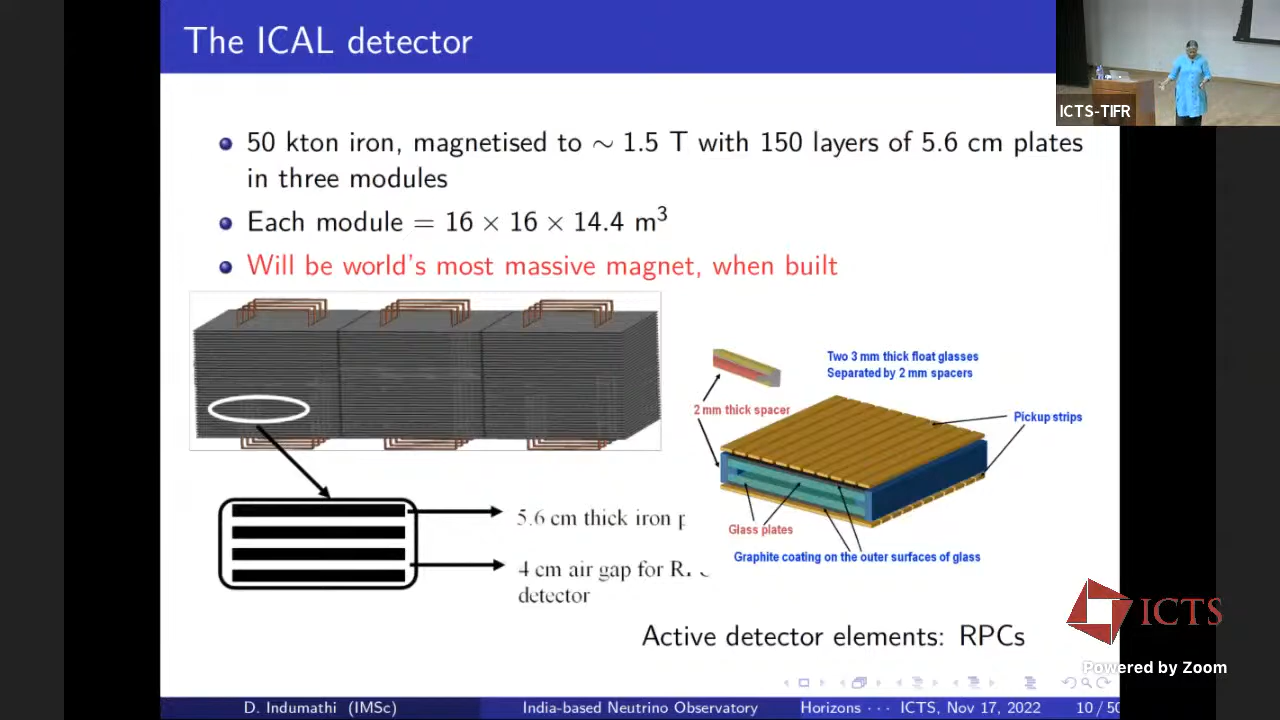 The ICAL detector
ICTS-TIFR
50 kton iron, magnetised to ∼ 1.5 T with 150 layers of 5.6 cm plates
in three modules
Each module = 16 × 16 × 14.4 m³
Will be world's most massive magnet, when built
Two 3 mm thick float glasses
Separated by 2 mm spacers
2 mm thick spacer
Pickup strips
Glass plates
Graphite coating on the outer surfaces of glass
5.6 cm thick iron
4 cm air gap for
detector
Active detector elements: RPCs
ICTS
Powered by Zoom
D. Indumathi (IMSc)
India-based Neutrino Observatory
Horizons · · · ICTS, Nov 17, 2022
10 / 50